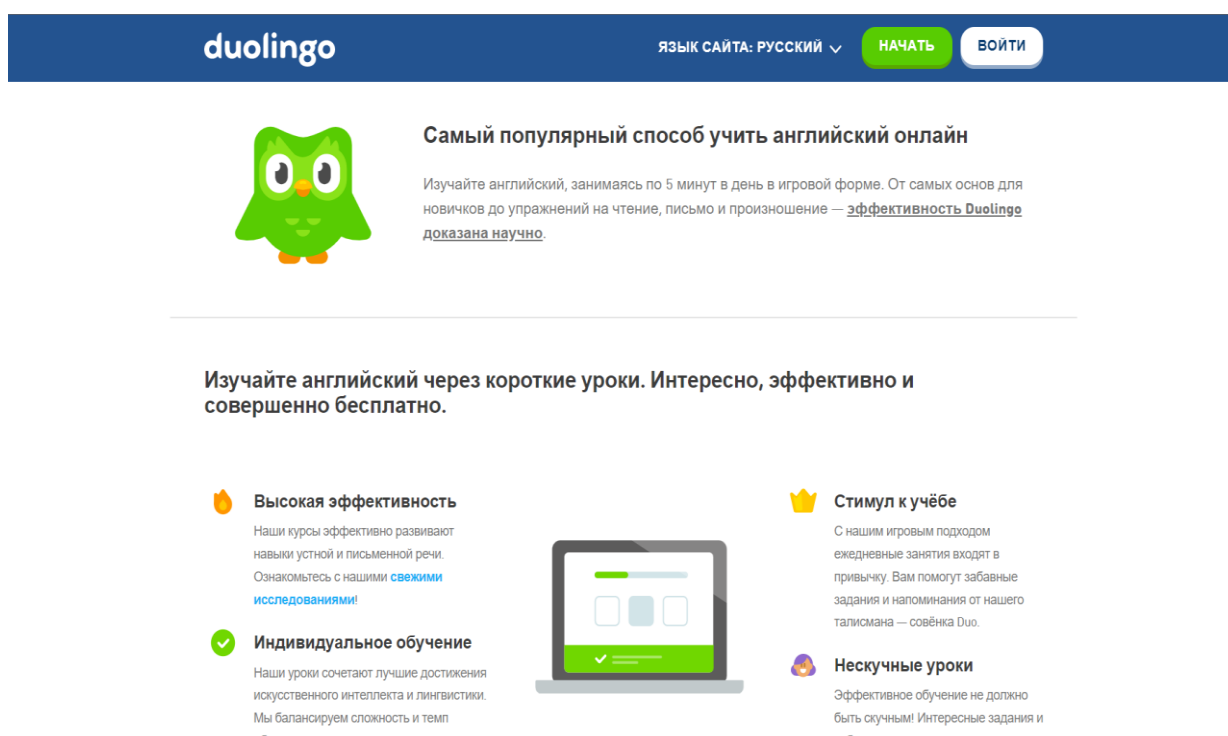 duolingo
ЯЗЫК САЙТА: РУССКИЙ
НАЧАТЬ
ВОЙТИ
Самый популярный способ учить английский онлайн
Изучайте английский, занимаясь по 5 минут в день в игровой форме. От самых основ для
новичков до упражнений на чтение, письмо и произношение — эффективность Duolingo
доказана научно.
Изучайте английский через короткие уроки. Интересно, эффективно и
совершенно бесплатно.
Высокая эффективность
Наши курсы эффективно развивают
навыки устной и письменной речи.
Ознакомьтесь с нашими свежими
исследованиями!
Индивидуальное обучение
Наши уроки сочетают лучшие достижения
искусственного интеллекта и лингвистики.
Мы балансируем сложность и темп
Стимул к учёбе
С нашим игровым подходом
ежедневные занятия входят в
привычку. Вам помогут забавные
задания и напоминания от нашего
талисмана — совёнка Duo.
Нескучные уроки
Эффективное обучение не должно
быть скучным! Интересные задания и